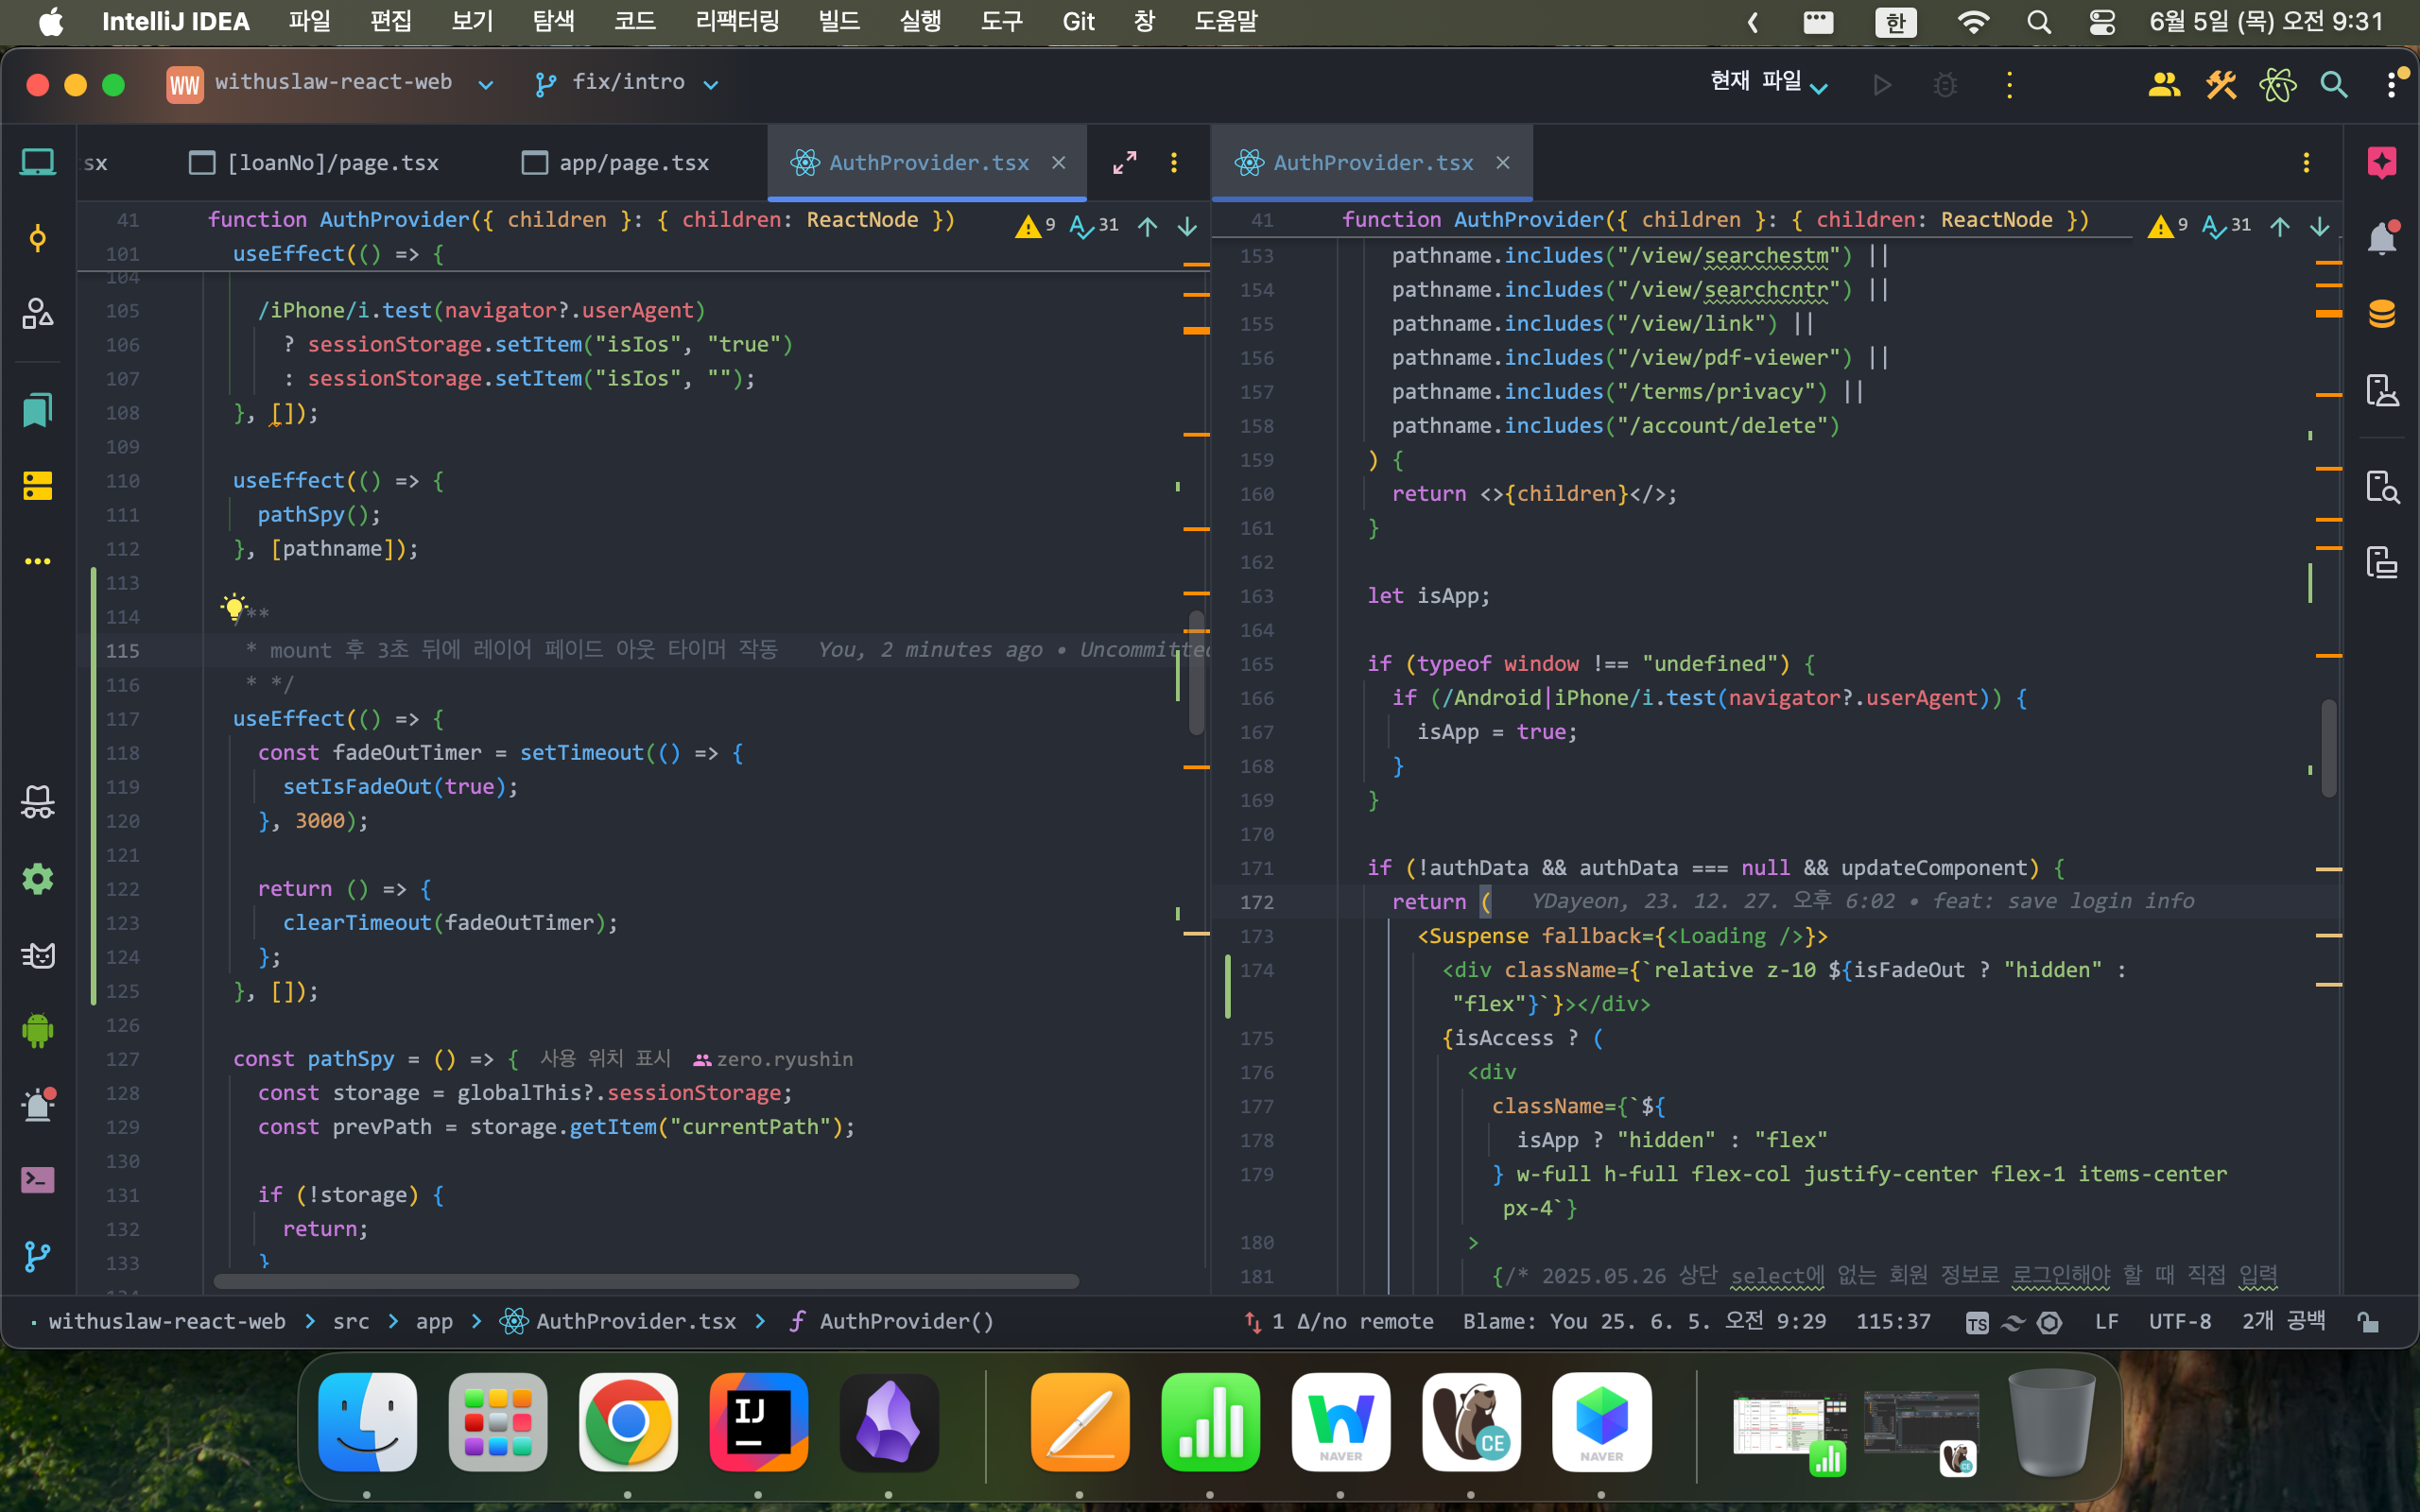 IntelliJ IDEA 파일 편집 보기 탐색 코드 리팩터링 빌드 실행 도구 Git 창 도움말 한 6월 5일 (목) 오전 9:31
WW withuslaw-react-web fix/intro 현재 파일
sx [loanNo]/page.tsx app/page.tsx AuthProvider.tsx
41 function AuthProvider({ children }: { children: ReactNode }) 9 31
101 useEffect(() => {
104
105 /iPhone/i.test(navigator?.userAgent)
106 ? sessionStorage.setItem("isIos", "true")
107 : sessionStorage.setItem("isIos", "");
108 }, []);
109
110 useEffect(() => {
111 pathSpy();
112 }, [pathname]);
113
114 /**
115 * mount 후 3초 뒤에 레이어 페이드 아웃 타이머 작동 You, 2 minutes ago • Uncommitted
116 * */
117 useEffect(() => {
118 const fadeOutTimer = setTimeout(() => {
119 setIsFadeOut(true);
120 }, 3000);
121
122 return () => {
123 clearTimeout(fadeOutTimer);
124 };
125 }, []);
126
127 const pathSpy = () => { 사용 위치 표시 zero.ryushin
128 const storage = globalThis?.sessionStorage;
129 const prevPath = storage.getItem("currentPath");
130
131 if (!storage) {
132 return;
133 }
AuthProvider.tsx
41 function AuthProvider({ children }: { children: ReactNode }) 9 31
153 pathname.includes("/view/searchestm") ||
154 pathname.includes("/view/searchcntr") ||
155 pathname.includes("/view/link") ||
156 pathname.includes("/view/pdf-viewer") ||
157 pathname.includes("/terms/privacy") ||
158 pathname.includes("/account/delete")
159 ) {
160 return <>{children}</>;
161 }
162
163 let isApp;
164
165 if (typeof window !== "undefined") {
166 if (/Android|iPhone/i.test(navigator?.userAgent)) {
167 isApp = true;
168 }
169 }
170
171 if (!authData && authData === null && updateComponent) {
172 return ( YDayeon, 23. 12. 27. 오후 6:02 • feat: save login info
173 <Suspense fallback={<Loading />}>
174 <div className={`relative z-10 ${isFadeOut ? "hidden" :
"flex"}`}></div>
175 {isAccess ? (
176 <div
177 className={`${
178 isApp ? "hidden" : "flex"
179 } w-full h-full flex-col justify-center flex-1 items-center
px-4`}
180 >
181 {/* 2025.05.26 상단 select에 없는 회원 정보로 로그인해야 할 때 직접 입력
withuslaw-react-web > src > app > AuthProvider.tsx > AuthProvider() 1 Δ/no remote Blame: You 25. 6. 5. 오전 9:29 115:37 TS LF UTF-8 2개 공백
IJ NAVER CE NAVER CE